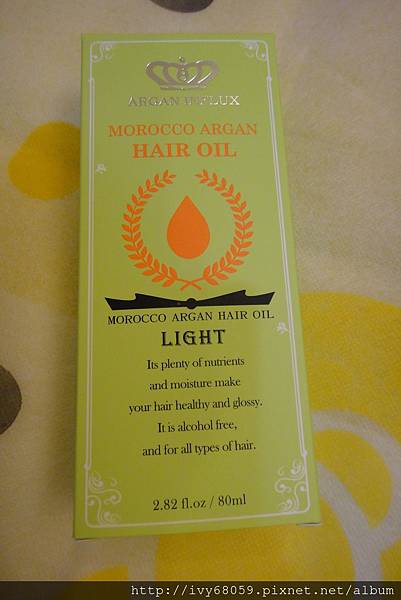 ARGAN INFLUX
MOROCCO ARGAN
HAIR OIL
MOROCCO ARGAN HAIR OIL
LIGHT
Its plenty of nutrients
and moisture make
your hair healthy and glossy.
It is alcohol free,
and for all types of hair.
2.82 fl.oz / 80ml
http://ivy68059.pixnet.net/album